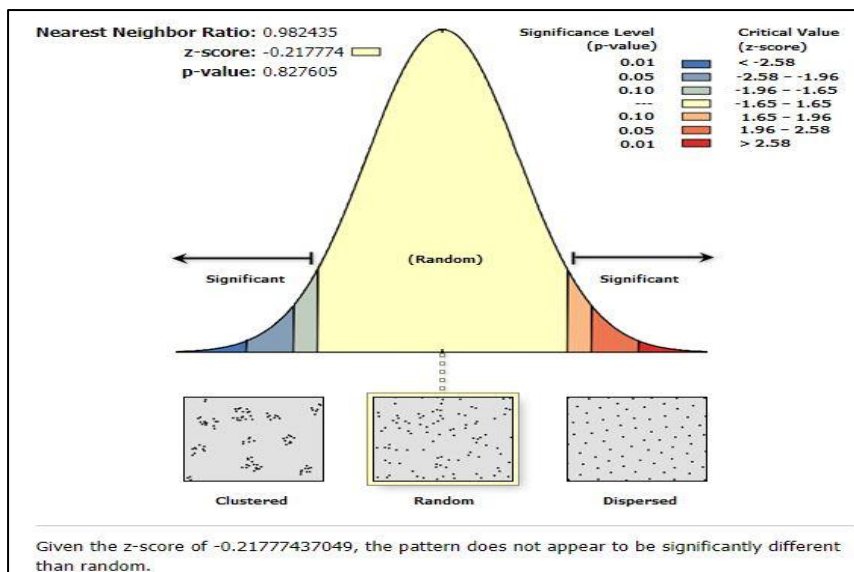 Nearest Neighbor Ratio: 0.982435
z-score: -0.217774
p-value: 0.827605
Significance Level
(p-value)
Critical Value
(z-score)
0.01 < -2.58
0.05 -2.58 – -1.96
0.10 -1.96 – -1.65
--- -1.65 – 1.65
0.10 1.65 – 1.96
0.05 1.96 – 2.58
0.01 > 2.58
(Random)
Significant
Significant
Clustered
Random
Dispersed
Given the z-score of -0.21777437049, the pattern does not appear to be significantly different
than random.